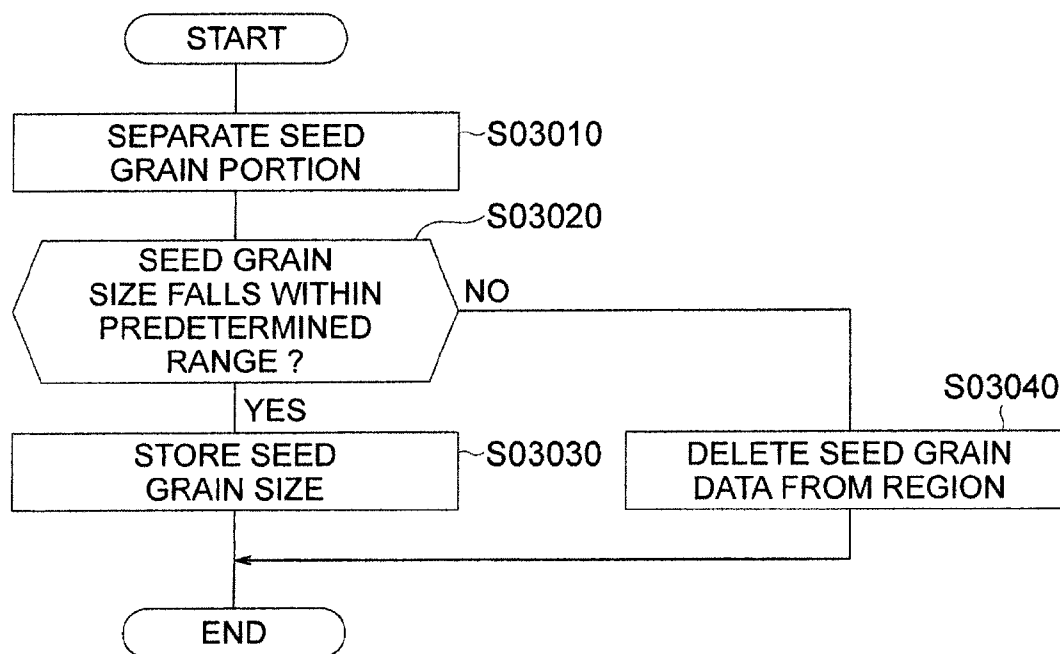 START
SEPARATE SEED
GRAIN PORTION
S03010
S03020
SEED GRAIN
SIZE FALLS WITHIN
PREDETERMINED
RANGE ?
NO
YES
S03040
STORE SEED
GRAIN SIZE
S03030
DELETE SEED GRAIN
DATA FROM REGION
END